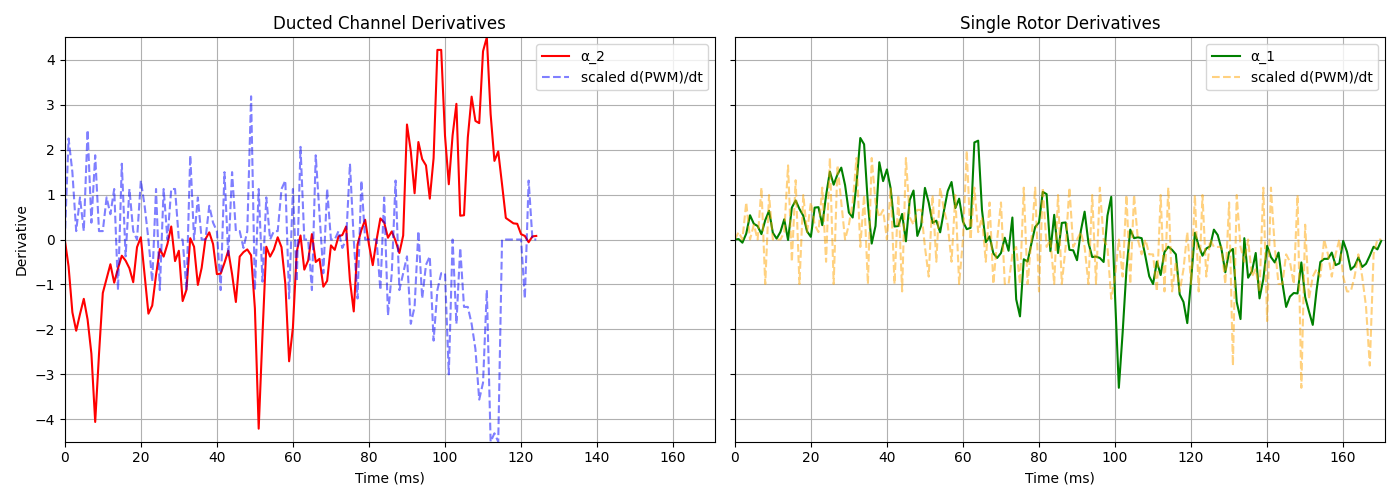 Ducted Channel Derivatives
Single Rotor Derivatives
α_2
scaled d(PWM)/dt
α_1
scaled d(PWM)/dt
Derivative
4
3
2
1
0
−1
−2
−3
−4
0 20 40 60 80 100 120 140 160
0 20 40 60 80 100 120 140 160
Time (ms)
Time (ms)